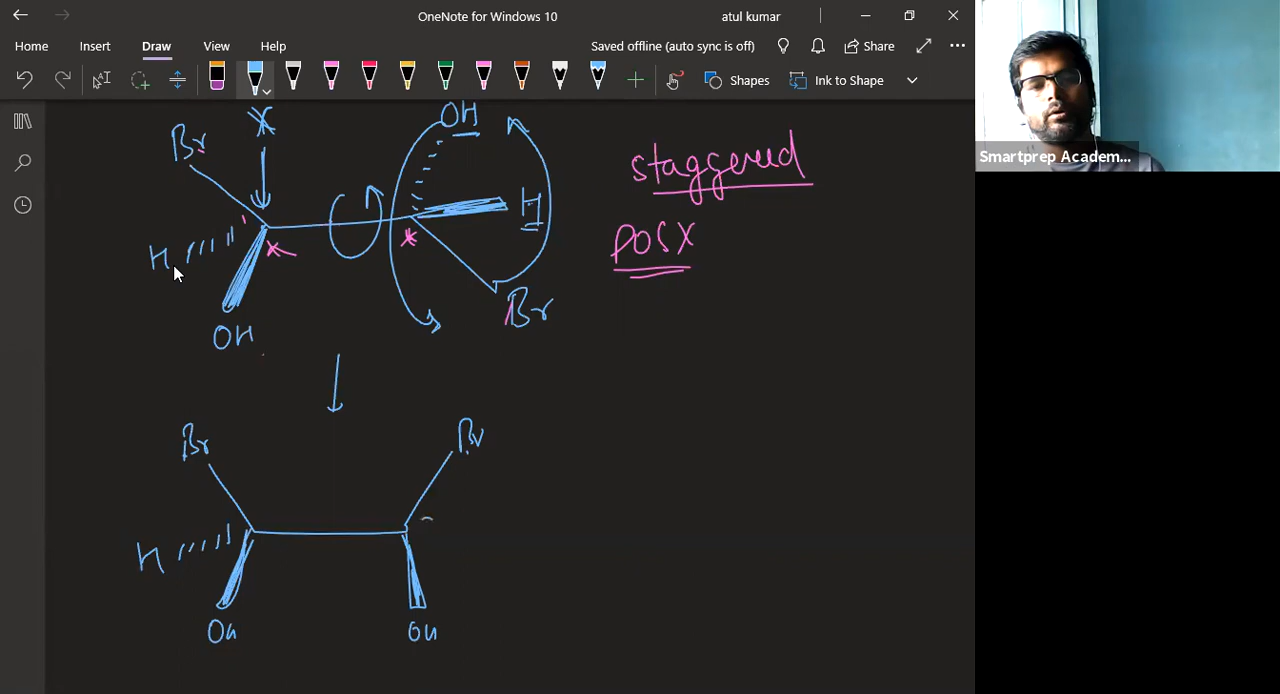 OneNote for Windows 10
atul kumar
Home Insert Draw View Help
Saved offline (auto sync is off)
Share
Shapes
Ink to Shape
Smartprep Academ...
X
OH
Br
staggered
H
POSX
H
Br
OH
Br
Br
H
OH
OH